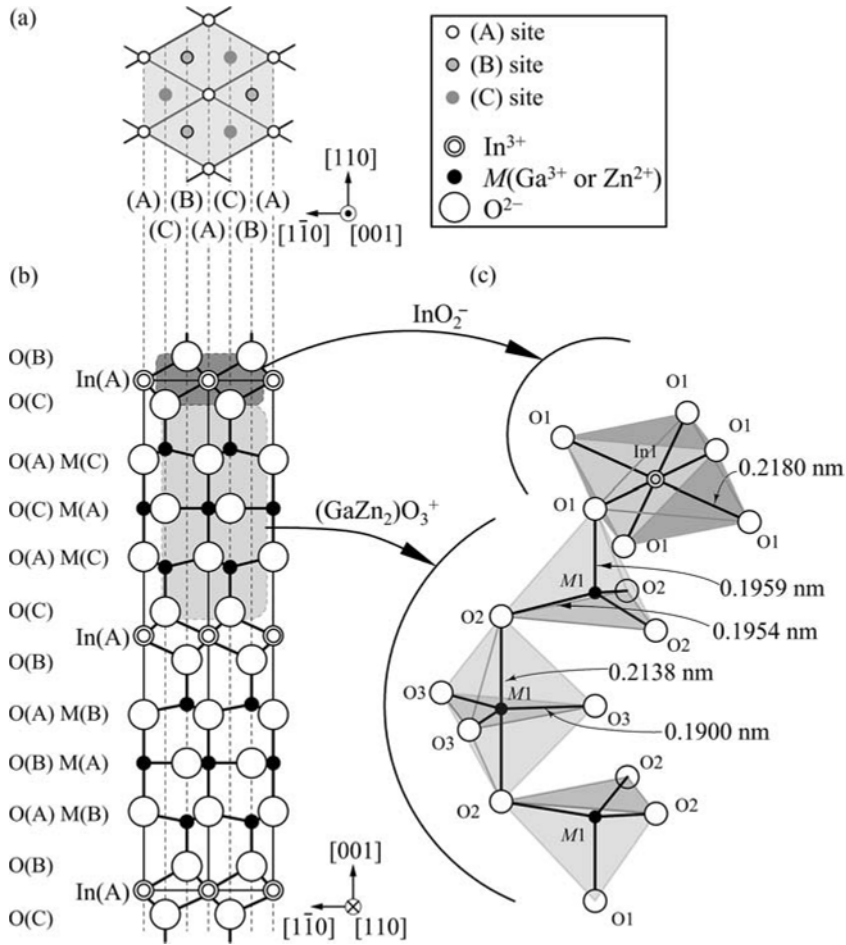 (a)
(A) site
(B) site
(C) site
In³⁺
M(Ga³⁺ or Zn²⁺)
O²⁻
[110]
[11̄0] [001]
(A) (B) (C) (A)
(C) (A) (B)
(b)
(c)
InO₂⁻
O(B)
In(A)
O(C)
O(A) M(C)
O(C) M(A)
O(A) M(C)
O(C)
In(A)
O(B)
O(A) M(B)
O(B) M(A)
O(A) M(B)
O(B)
In(A)
O(C)
(GaZn₂)O₃⁺
[001]
[11̄0] [110]
O1
O1
O1
In1
0.2180 nm
O1
O1
O1
M1
O2
0.1959 nm
O2
O2
0.1954 nm
0.2138 nm
O3
M1
O3
O3
0.1900 nm
O2
O2
O2
M1
O1